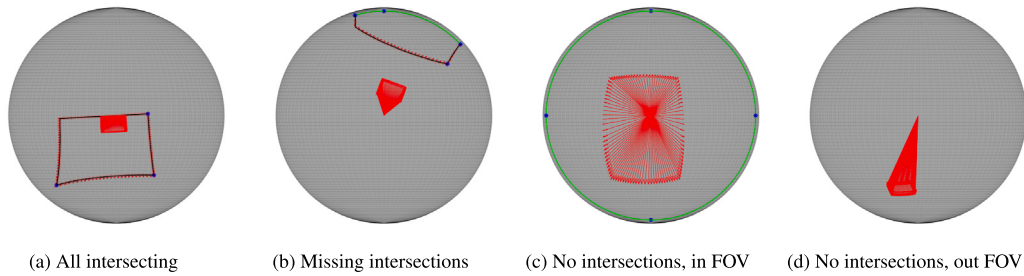 (a) All intersecting
(b) Missing intersections
(c) No intersections, in FOV
(d) No intersections, out FOV